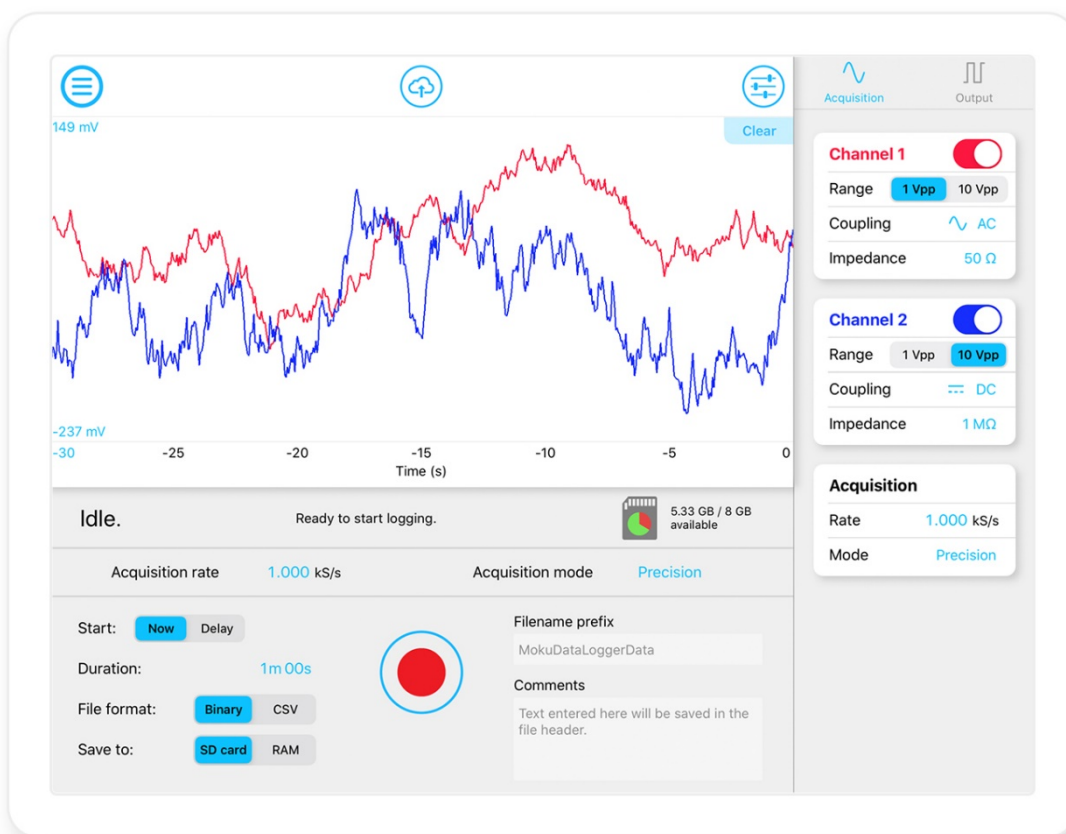 149 mV
Clear
-237 mV
-30 -25 -20 -15 -10 -5 0
Time (s)
Idle.
Ready to start logging.
5.33 GB / 8 GB
available
Acquisition rate 1.000 kS/s
Acquisition mode Precision
Start: Now Delay
Duration: 1m 00s
File format: Binary CSV
Save to: SD card RAM
Filename prefix
MokuDataLoggerData
Comments
Text entered here will be saved in the
file header.
Acquisition Output
Channel 1
Range 1 Vpp 10 Vpp
Coupling AC
Impedance 50 Ω
Channel 2
Range 1 Vpp 10 Vpp
Coupling DC
Impedance 1 MΩ
Acquisition
Rate 1.000 kS/s
Mode Precision